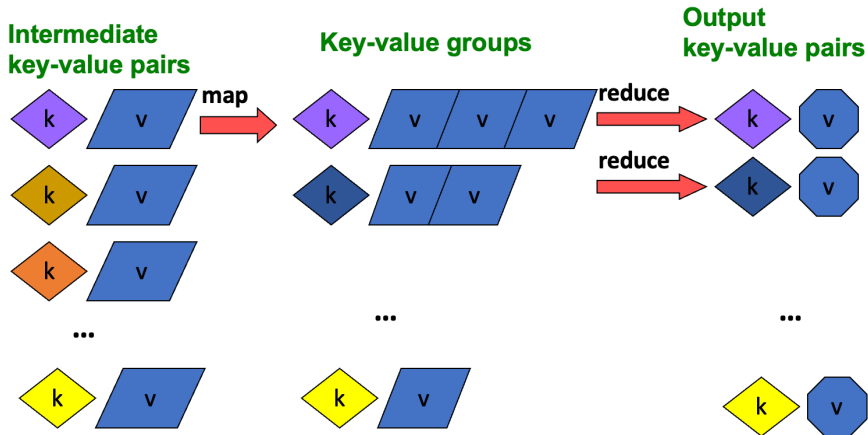 Intermediate
key-value pairs
Key-value groups
Output
key-value pairs
k v map k v v v reduce k v
k v k v v reduce k v
k v
... ... ...
k v k v k v